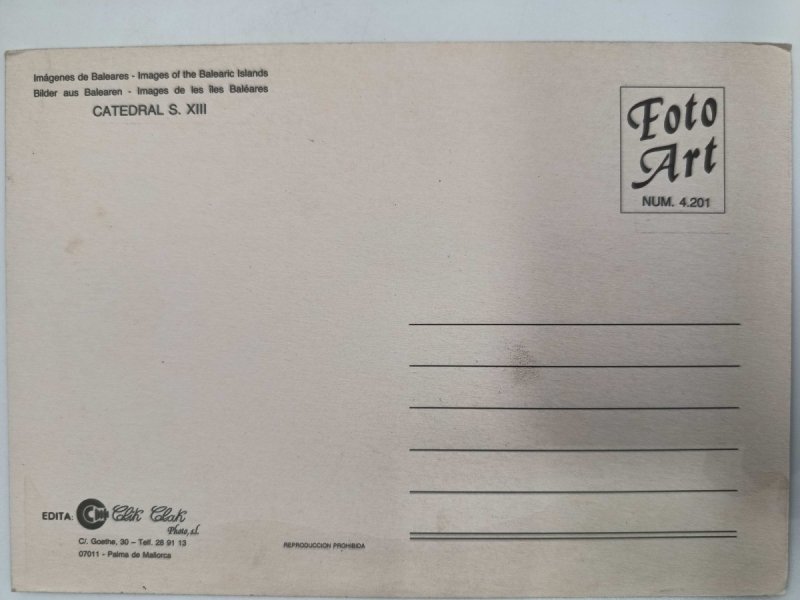 Imágenes de Baleares - Images of the Balearic Islands
Bilder aus Balearen - Images de les îles Baléares
CATEDRAL S. XIII
Foto
Art
NUM. 4.201
EDITA: Clik Clak
Photo, s.l.
C/. Goethe, 30 - Telf. 28 91 13
07011 - Palma de Mallorca
REPRODUCCION PROHIBIDA